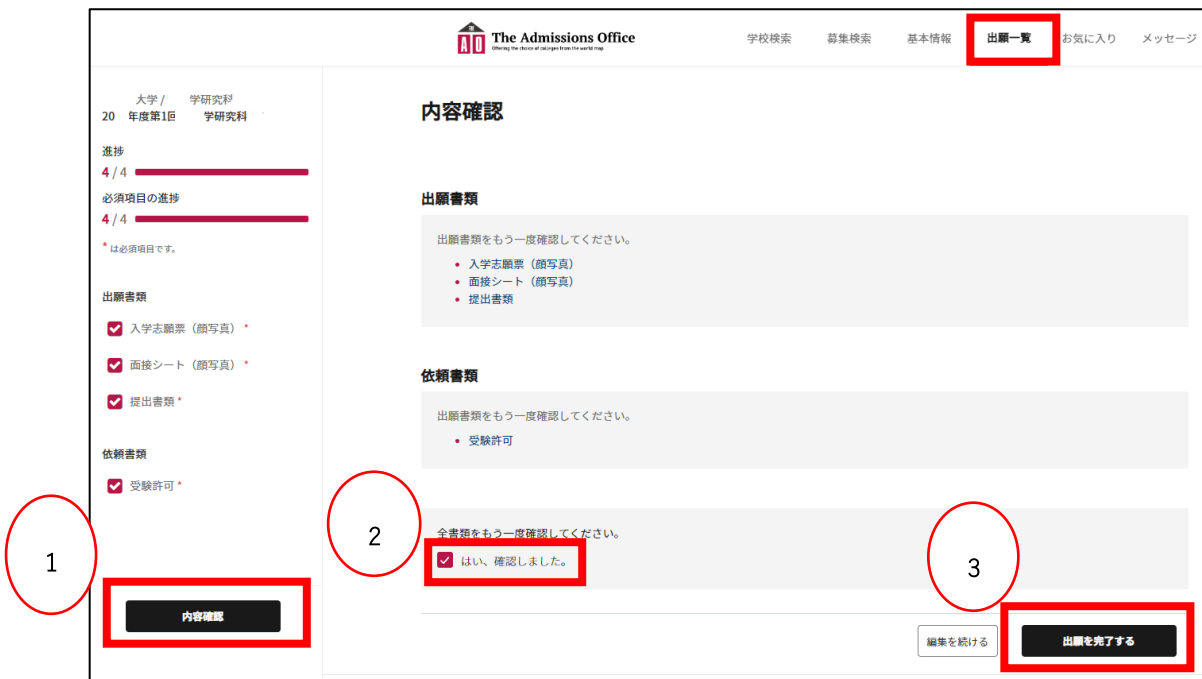 The Admissions Office
Offering the choice of colleges from the world map
学校検索
募集検索
基本情報
出願一覧
お気に入り
メッセージ
大学 / 学研究科
20 年度第1回 学研究科
進捗
4 / 4
必須項目の進捗
4 / 4
* は必須項目です。
出願書類
入学志願票（顔写真） *
面接シート（顔写真） *
提出書類 *
依頼書類
受験許可 *
1
内容確認
内容確認
出願書類
出願書類をもう一度確認してください。
• 入学志願票（顔写真）
• 面接シート（顔写真）
• 提出書類
依頼書類
出願書類をもう一度確認してください。
• 受験許可
2
全書類をもう一度確認してください。
はい、確認しました。
3
編集を続ける
出願を完了する